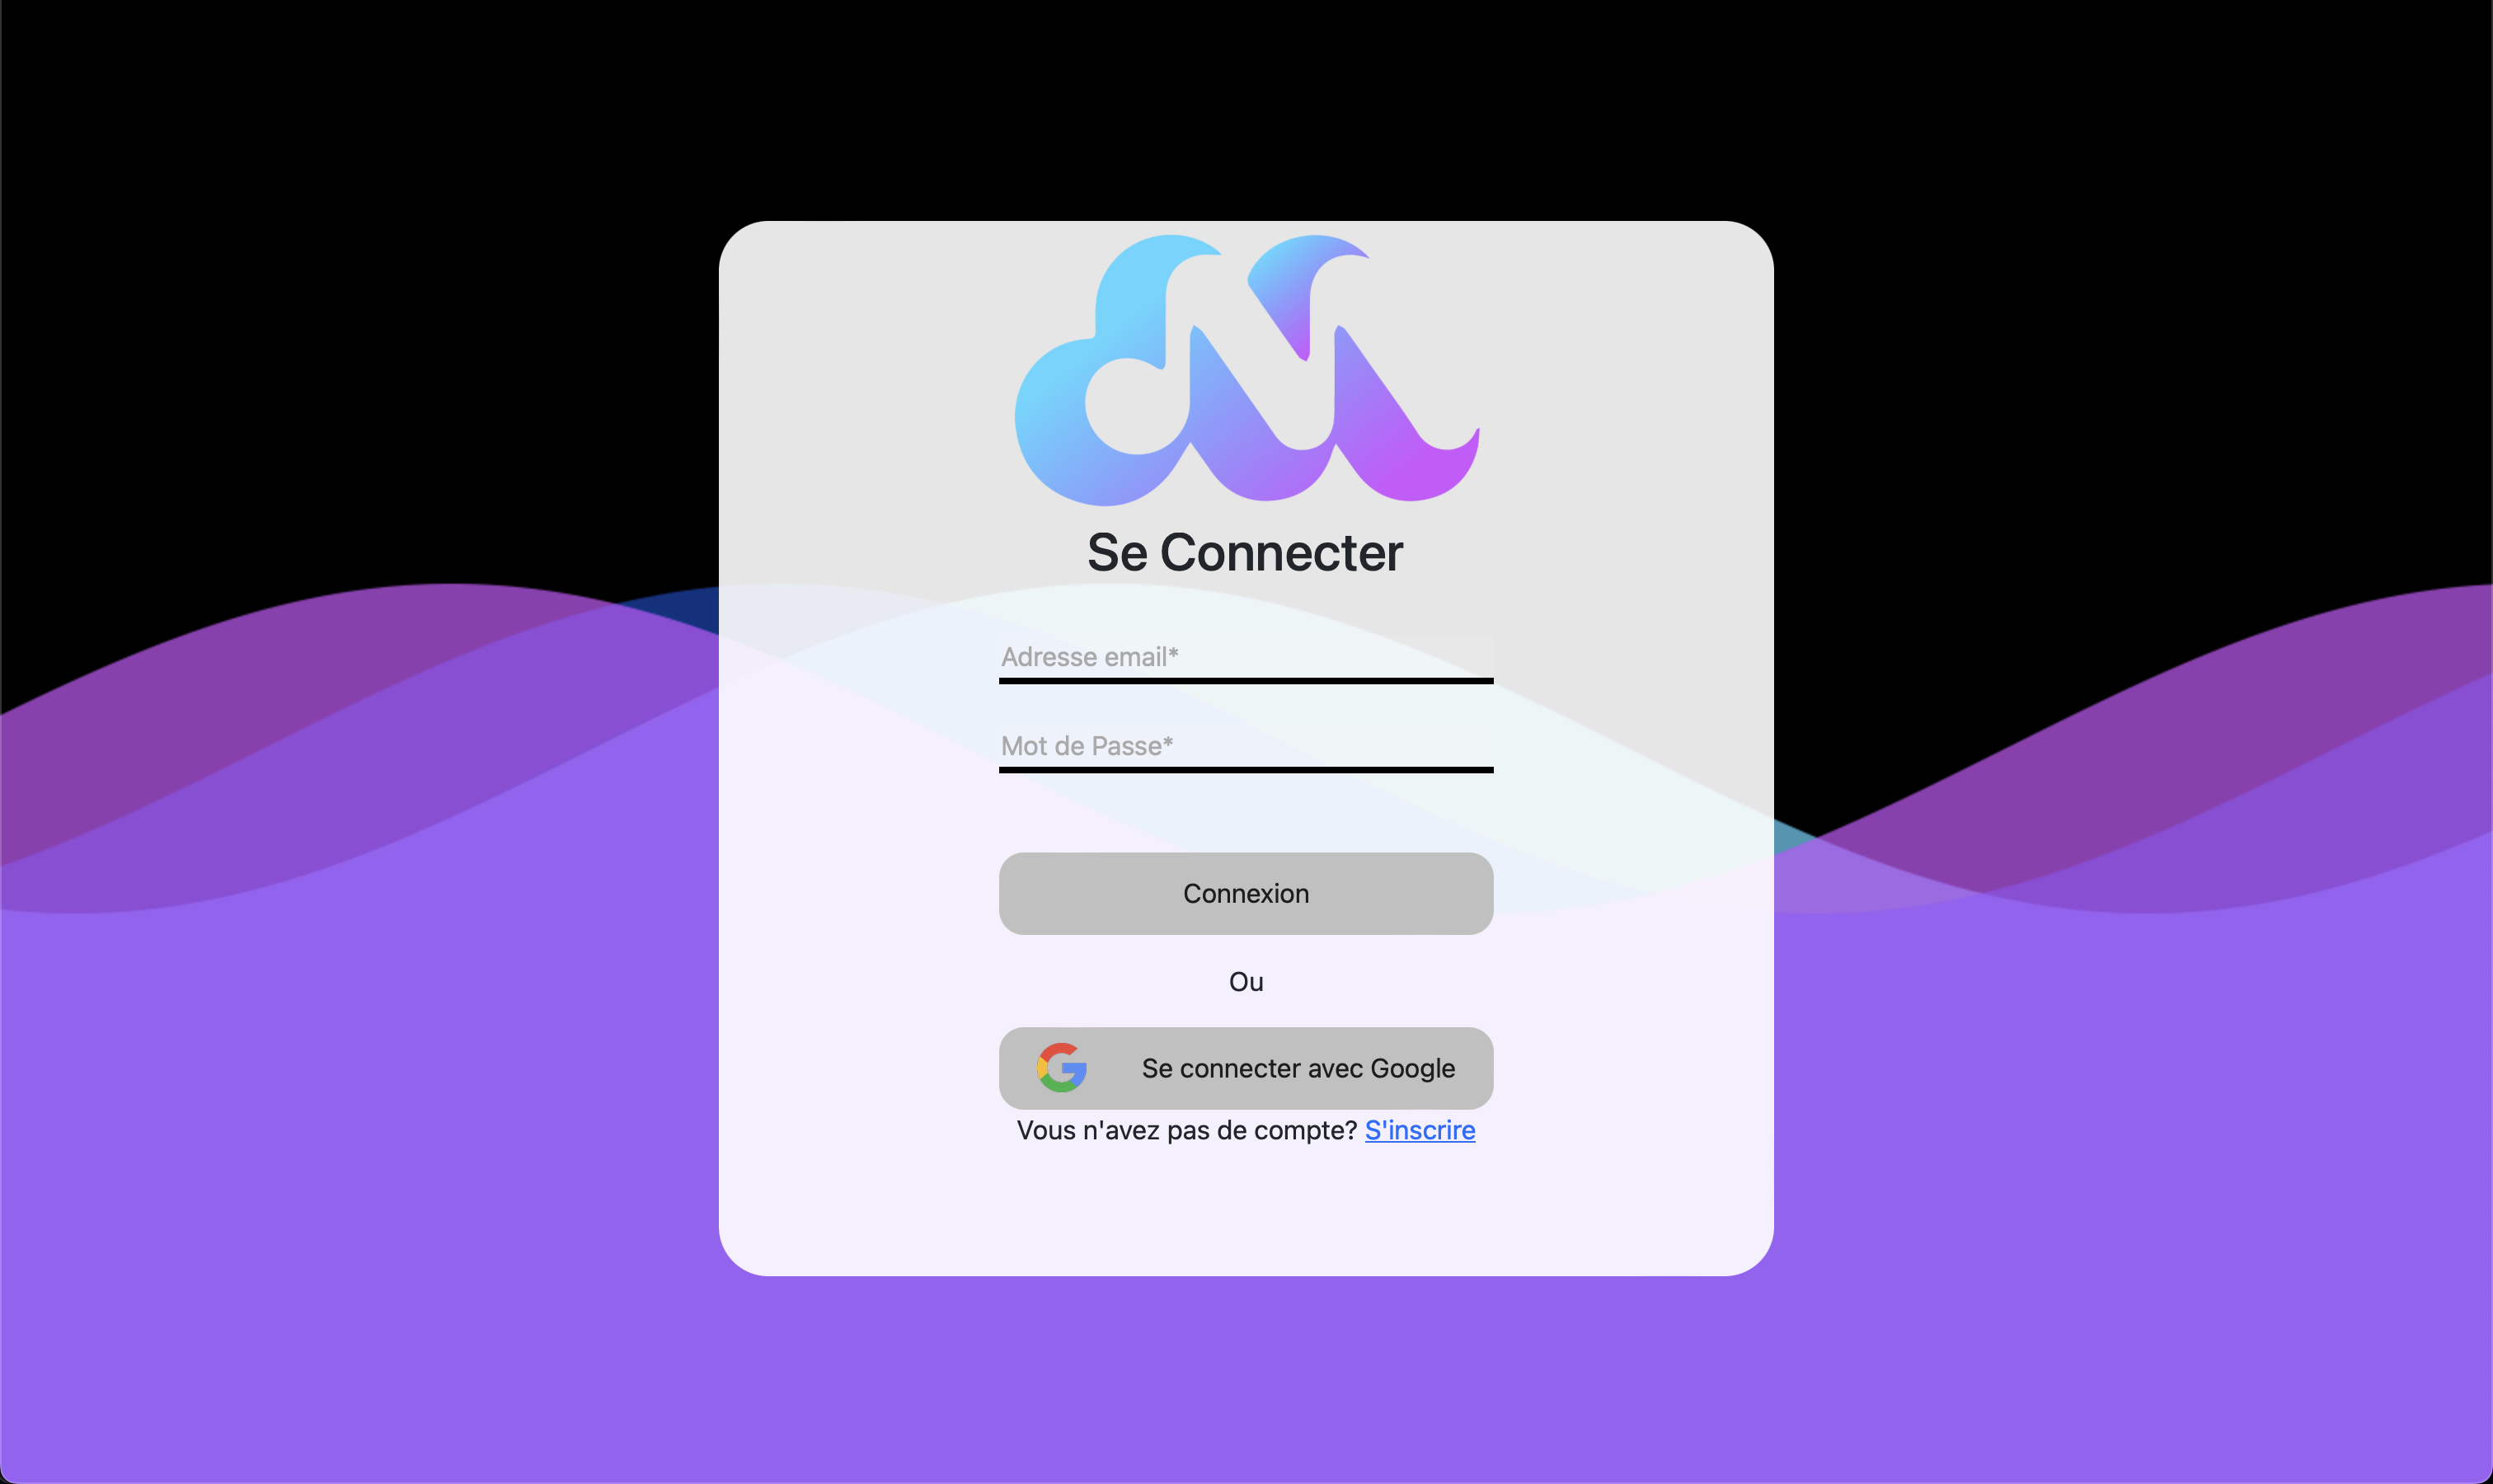 Se Connecter
Adresse email*
Mot de Passe*
Connexion
Ou
Se connecter avec Google
Vous n'avez pas de compte? S'inscrire